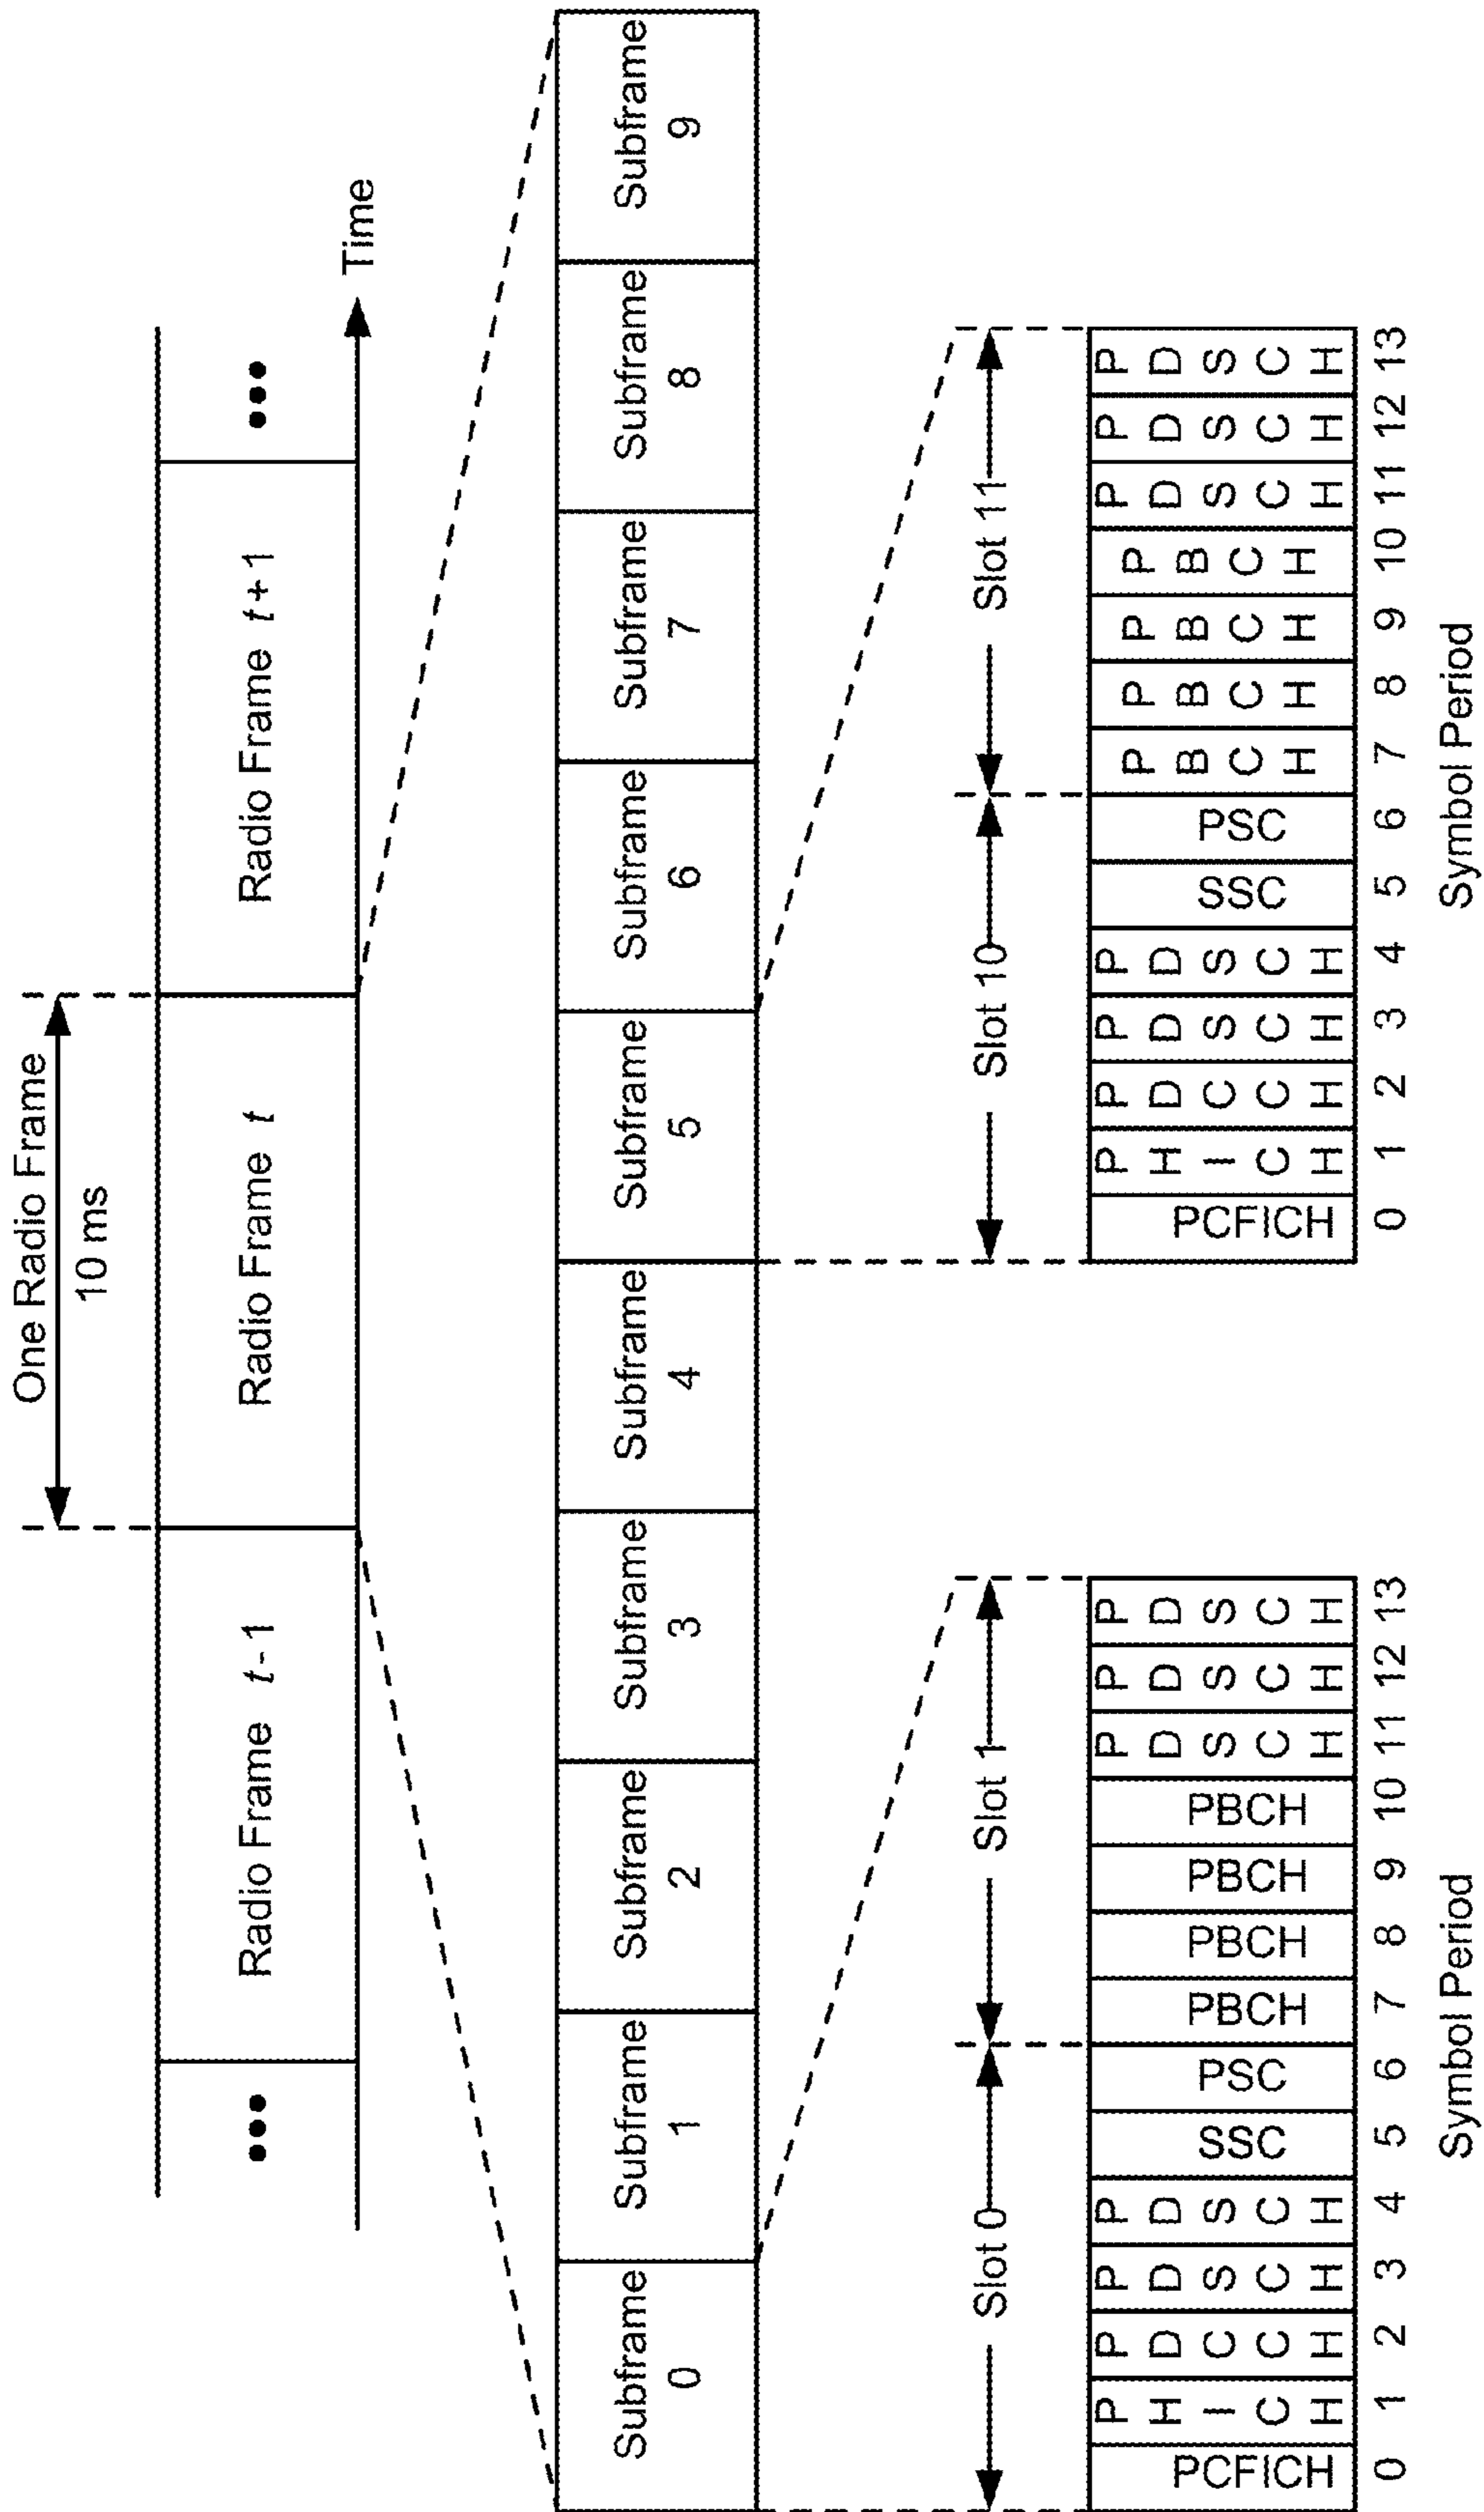 One Radio Frame
10 ms
••• Radio Frame t-1 Radio Frame t Radio Frame t+1 •••
Time
Subframe 0 Subframe 1 Subframe 2 Subframe 3 Subframe 4 Subframe 5 Subframe 6 Subframe 7 Subframe 8 Subframe 9
Slot 0 Slot 1
PCFICH PHICH PDCCH PDSCH PDSCH SSC PSC PBCH PBCH PBCH PBCH PDSCH PDSCH PDSCH
0 1 2 3 4 5 6 7 8 9 10 11 12 13
Symbol Period
Slot 10 Slot 11
PCFICH PHICH PDCCH PDSCH PDSCH SSC PSC PBCH PBCH PBCH PBCH PDSCH PDSCH PDSCH
0 1 2 3 4 5 6 7 8 9 10 11 12 13
Symbol Period